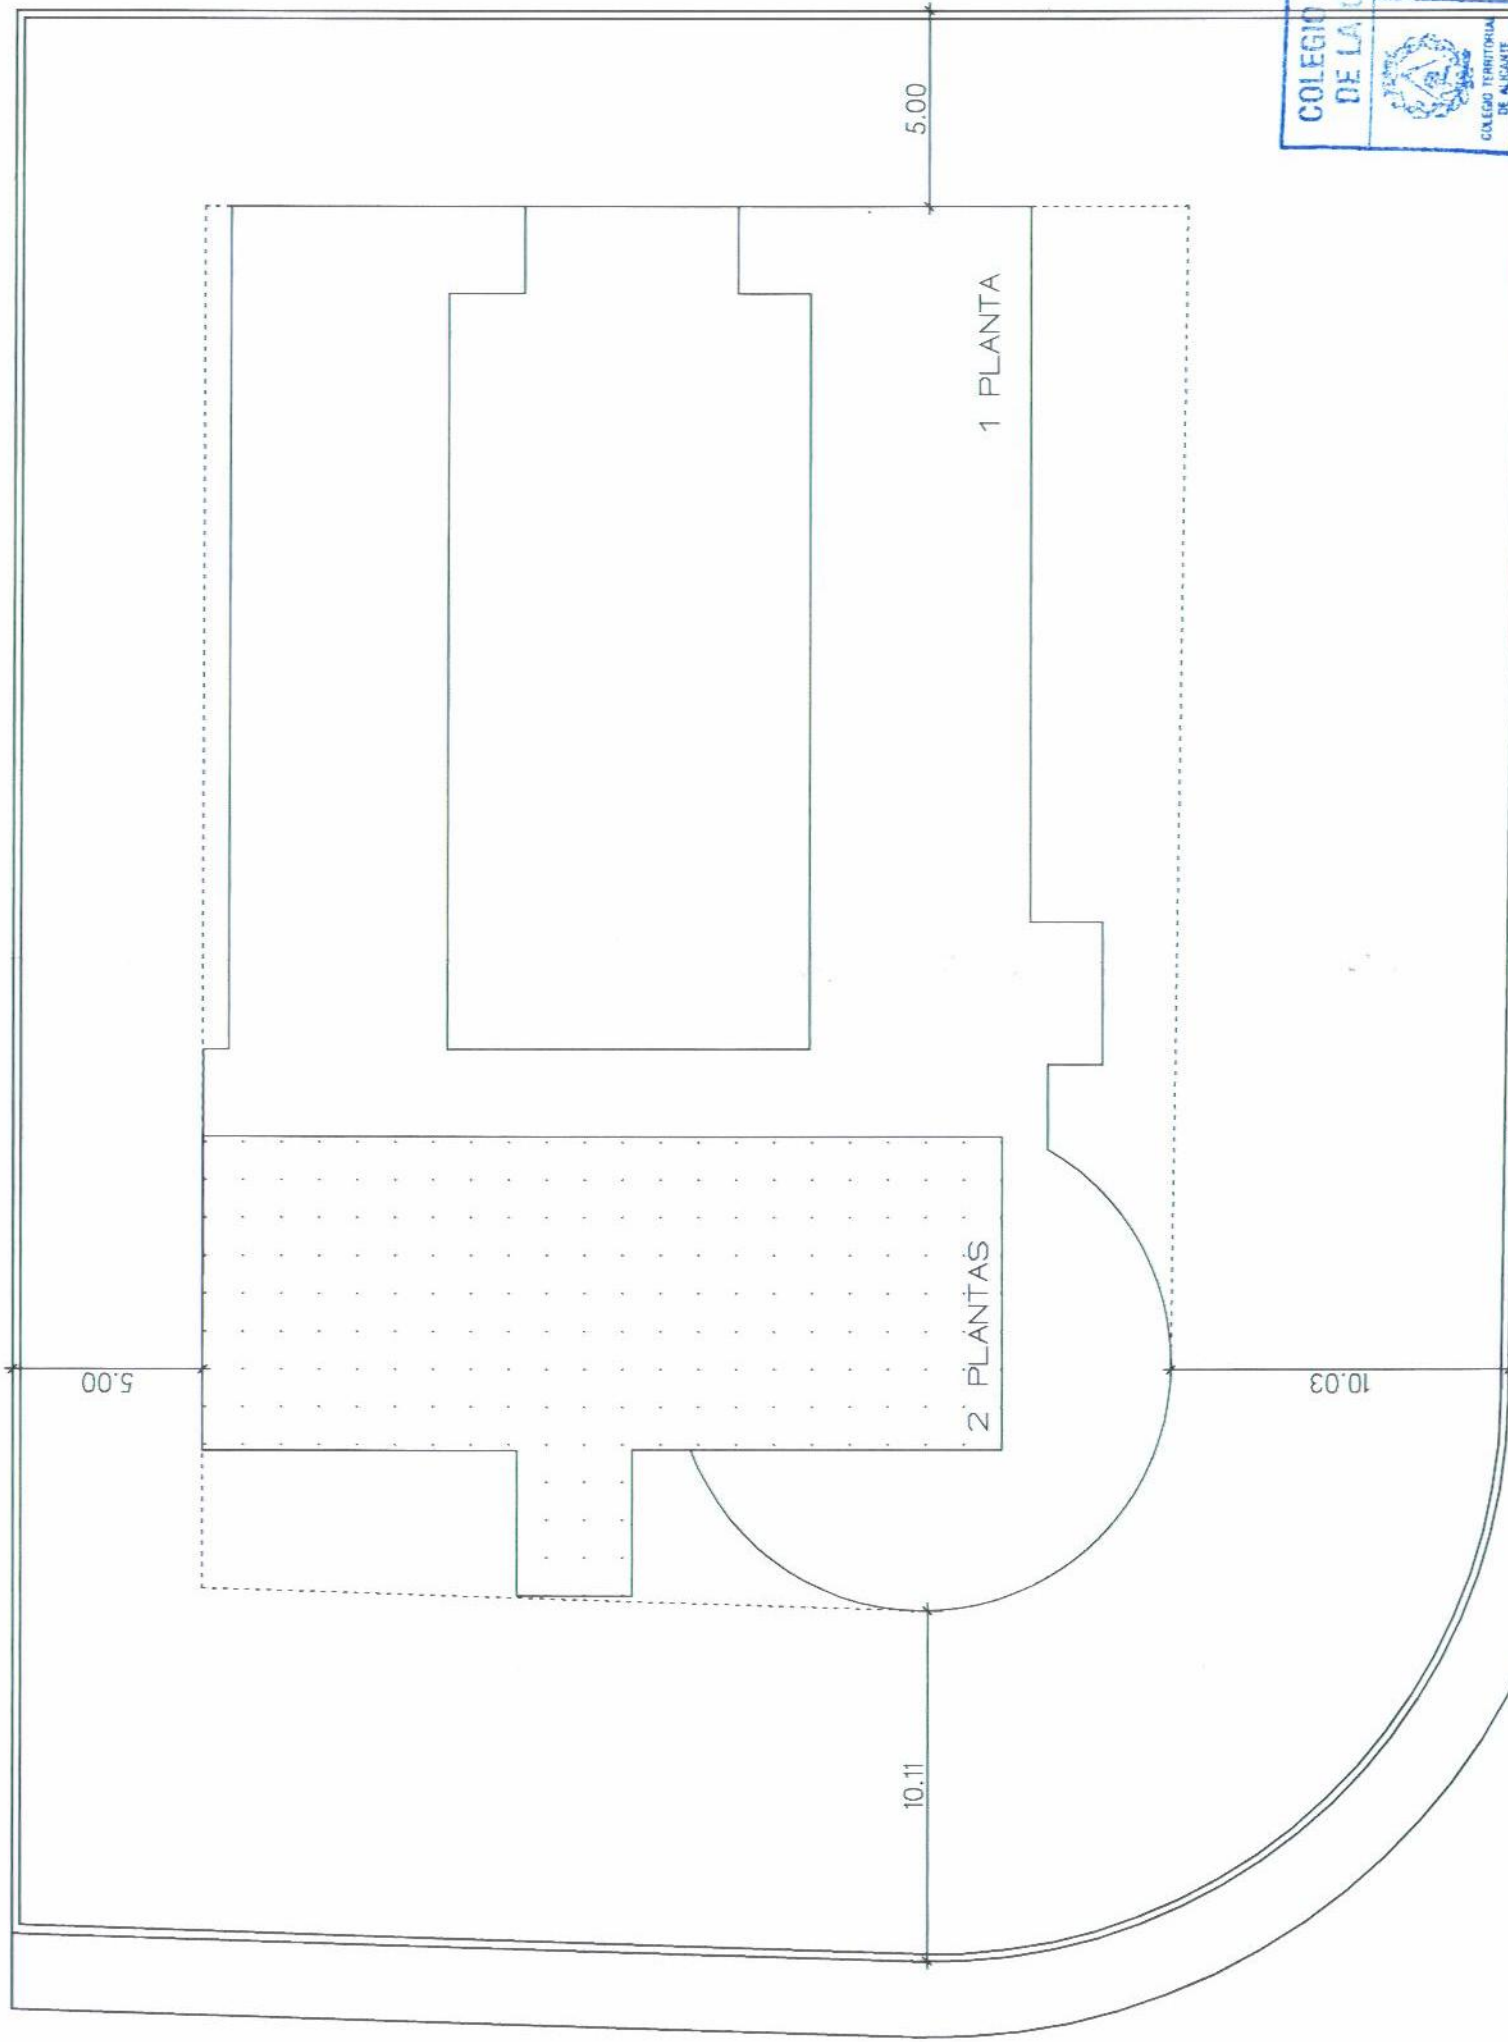 COLEGIO
DE LA
COLEGIO TERRITORIAL
DE ALICANTE
5.00
1 PLANTA
5.00
2 PLANTAS
10.03
10.11